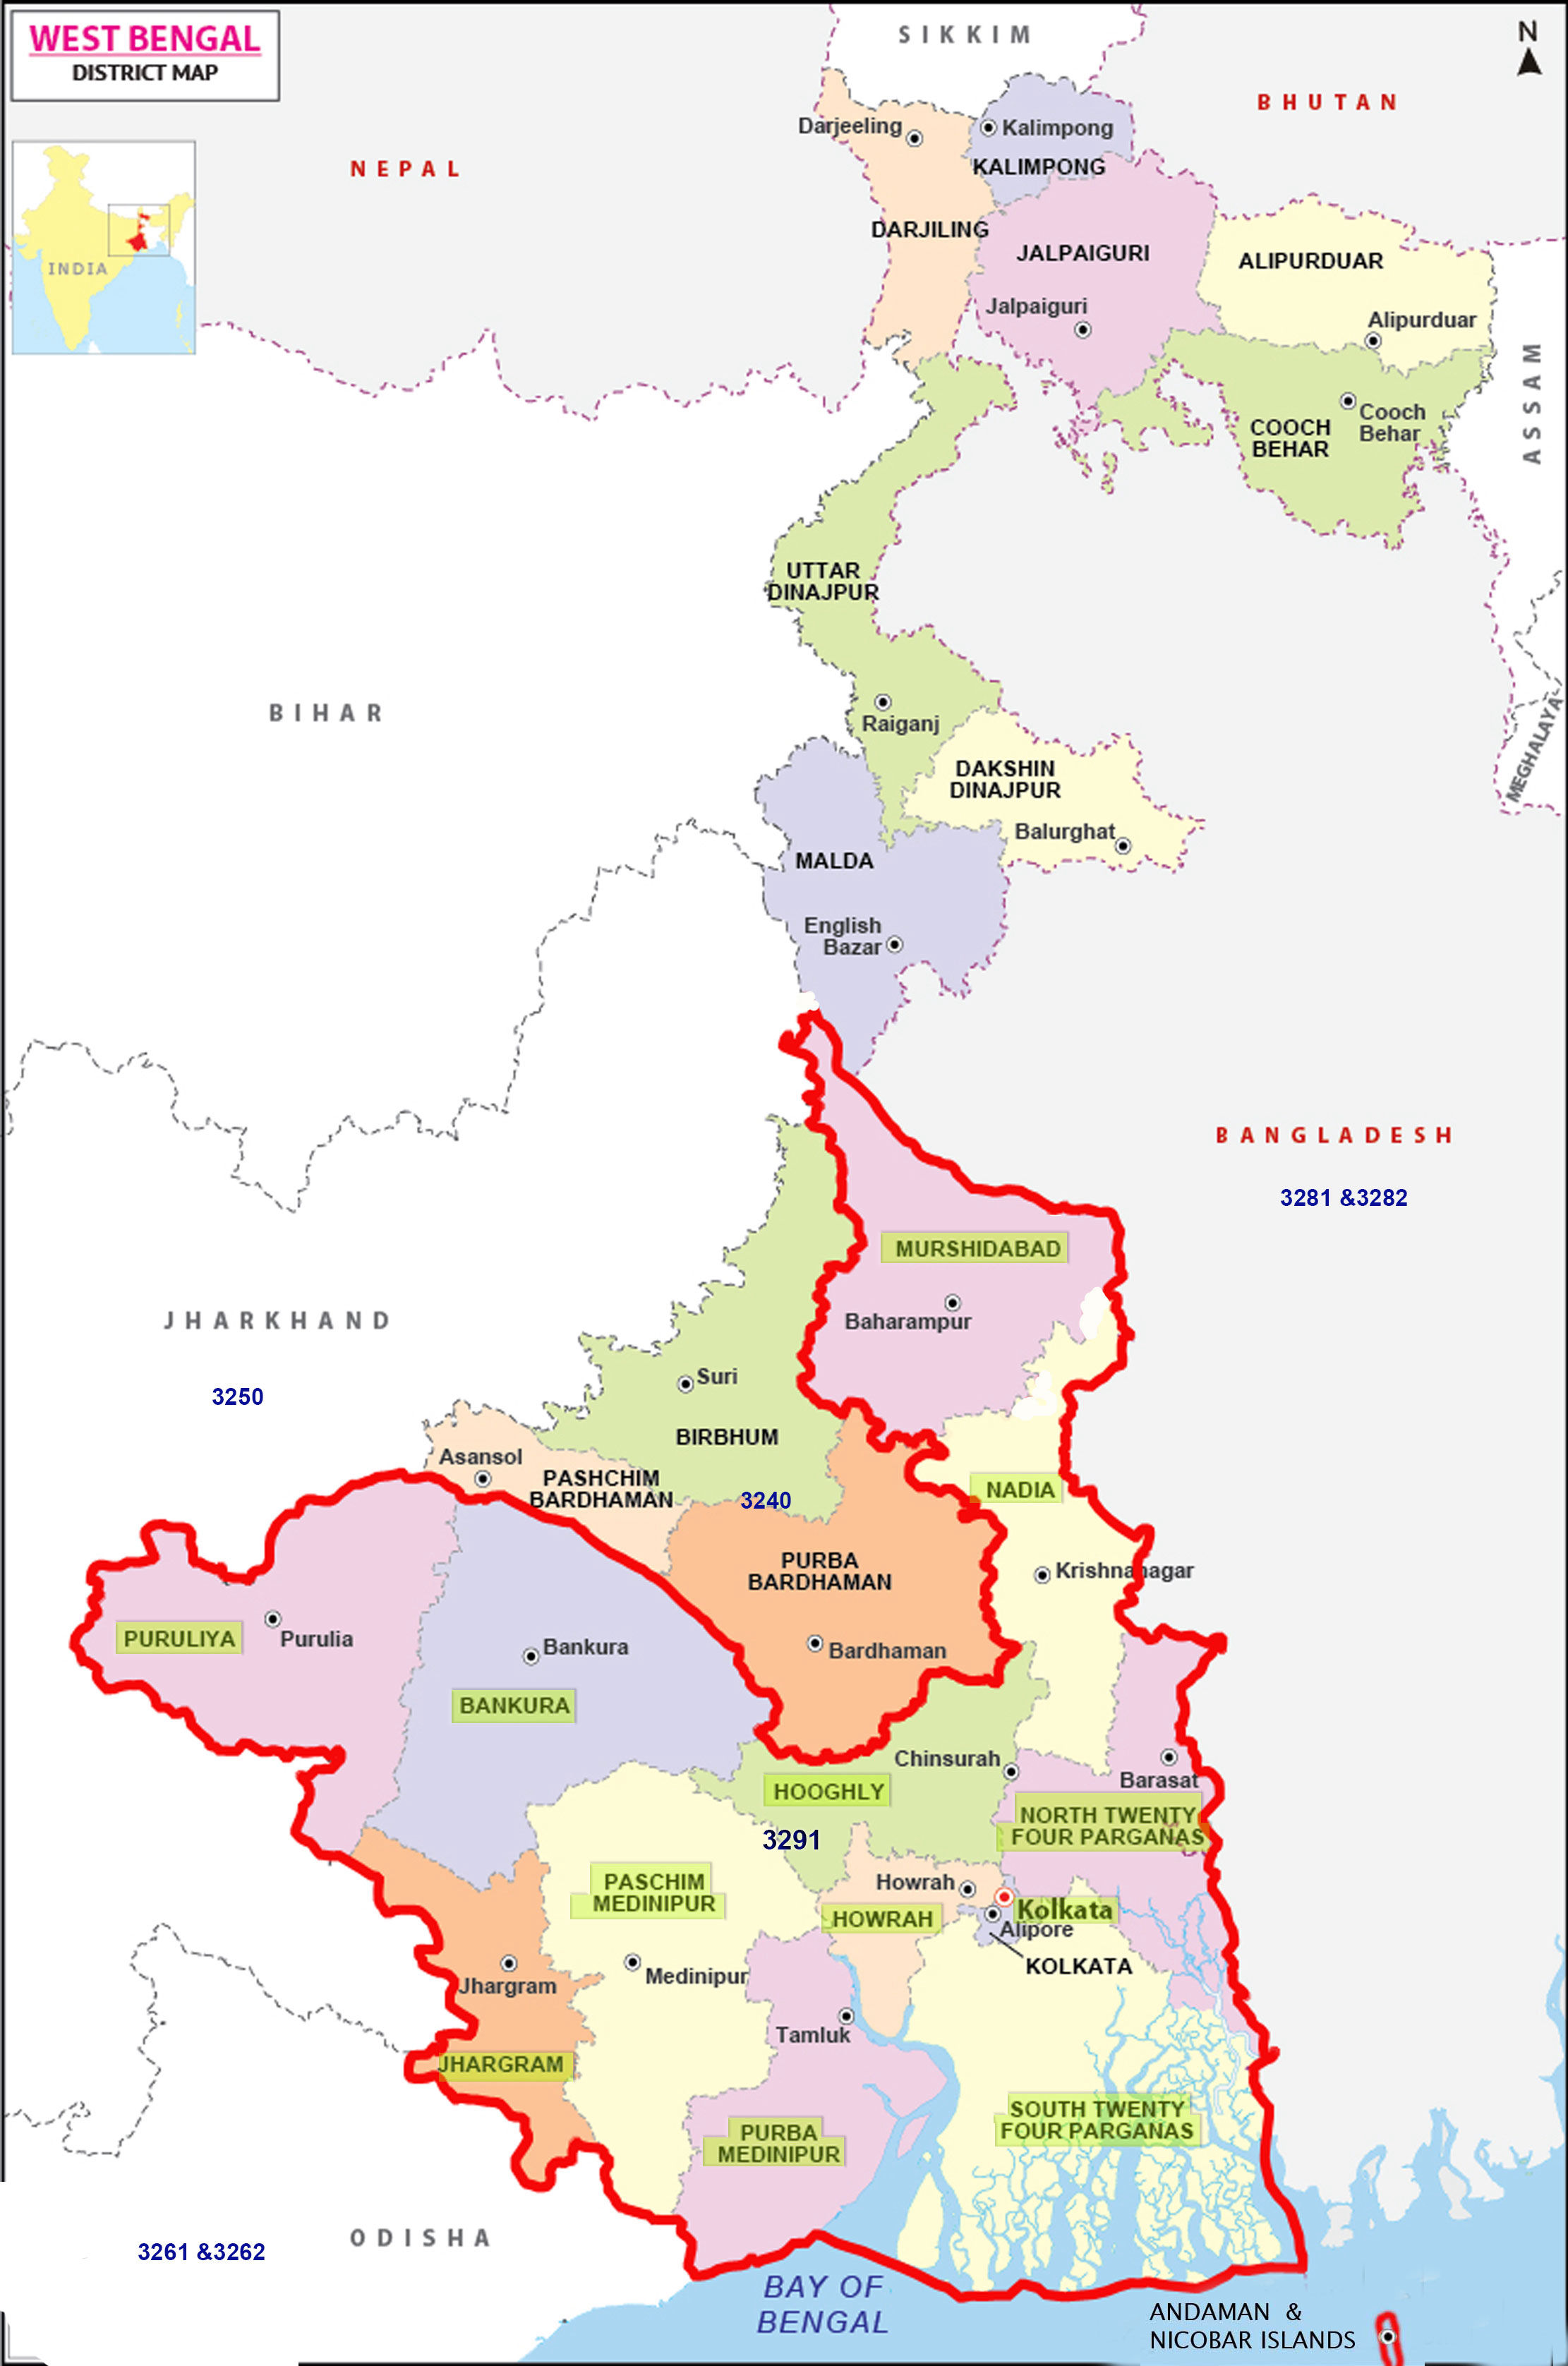 WEST BENGAL
DISTRICT MAP
SIKKIM
N
BHUTAN
NEPAL
INDIA
Darjeeling
Kalimpong
KALIMPONG
DARJILING
JALPAIGURI
Jalpaiguri
ALIPURDUAR
Alipurduar
ASSAM
COOCH
BEHAR
Cooch
Behar
UTTAR
DINAJPUR
BIHAR
Raiganj
MEGHALAYA
DAKSHIN
DINAJPUR
Balurghat
MALDA
English
Bazar
BANGLADESH
3281 &3282
MURSHIDABAD
Baharampur
JHARKHAND
3250
Suri
BIRBHUM
Asansol
PASHCHIM
BARDHAMAN
3240
NADIA
PURBA
BARDHAMAN
Krishnanagar
PURULIYA
Purulia
Bankura
Bardhaman
BANKURA
Chinsurah
Barasat
HOOGHLY
NORTH TWENTY
FOUR PARGANAS
3291
PASCHIM
MEDINIPUR
Howrah
HOWRAH
Kolkata
Alipore
KOLKATA
Jhargram
Medinipur
Tamluk
JHARGRAM
SOUTH TWENTY
FOUR PARGANAS
PURBA
MEDINIPUR
ODISHA
3261 &3262
BAY OF
BENGAL
ANDAMAN &
NICOBAR ISLANDS